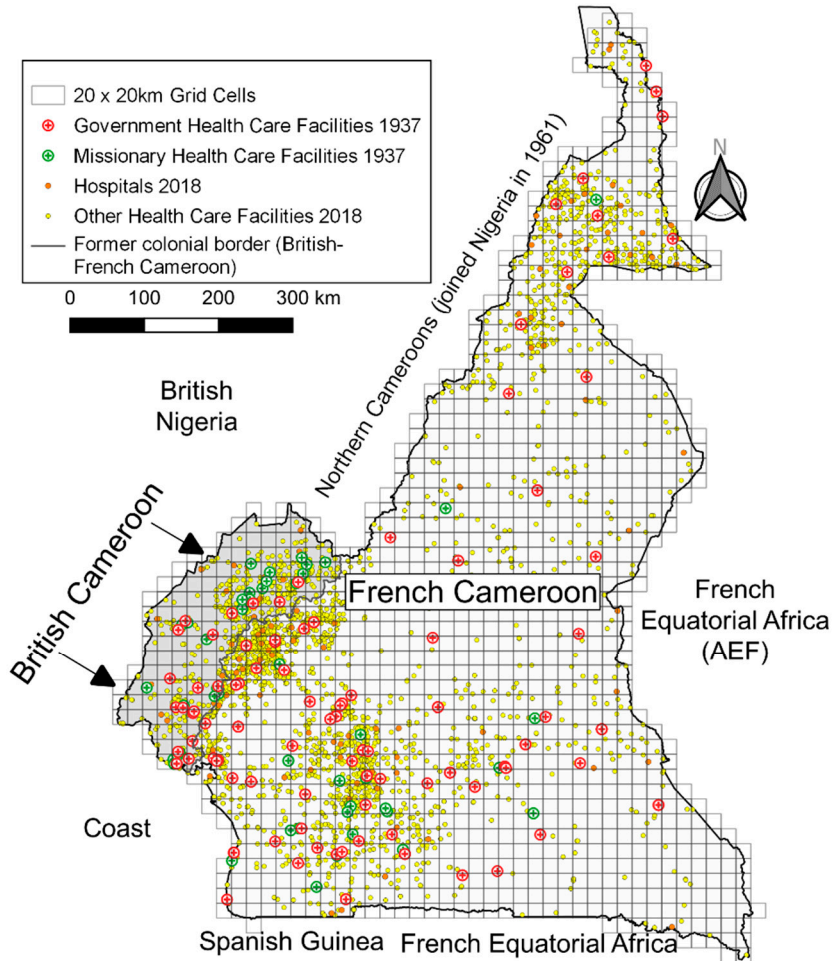 20 x 20km Grid Cells
Government Health Care Facilities 1937
Missionary Health Care Facilities 1937
Hospitals 2018
Other Health Care Facilities 2018
Former colonial border (British-
French Cameroon)
0 100 200 300 km
N
Northern Cameroons (joined Nigeria in 1961)
British
Nigeria
British Cameroon
French Cameroon
French
Equatorial Africa
(AEF)
Coast
Spanish Guinea
French Equatorial Africa